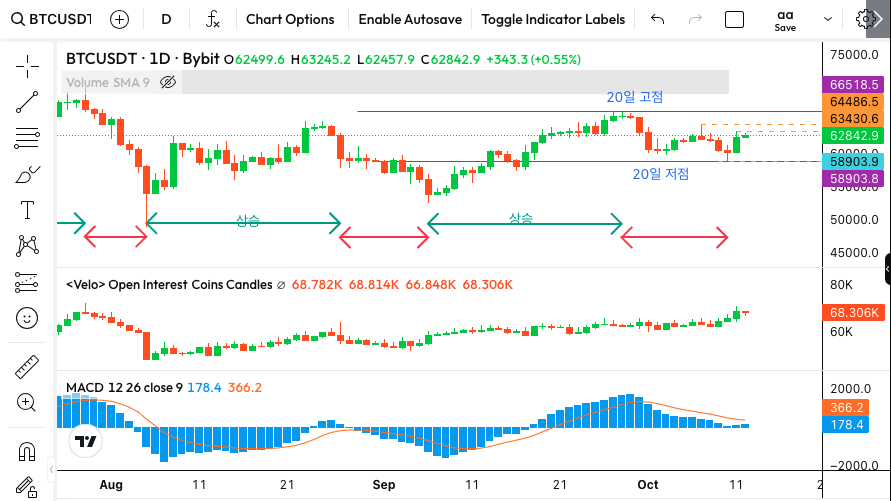 BTCUSDT
D
Chart Options
Enable Autosave
Toggle Indicator Labels
aa
Save
BTCUSDT · 1D · Bybit O62499.6 H63245.2 L62457.9 C62842.9 +343.3 (+0.55%)
Volume SMA 9
20일 고점
20일 저점
상승
상승
75000.0
66518.5
64486.5
63430.6
62842.9
58903.9
58903.8
50000.0
45000.0
<Velo> Open Interest Coins Candles ∅ 68.782K 68.814K 66.848K 68.306K
80K
68.306K
60K
MACD 12 26 close 9 178.4 366.2
2000.0
366.2
178.4
−2000.0
Aug 11 21 Sep 11 21 Oct 11 2